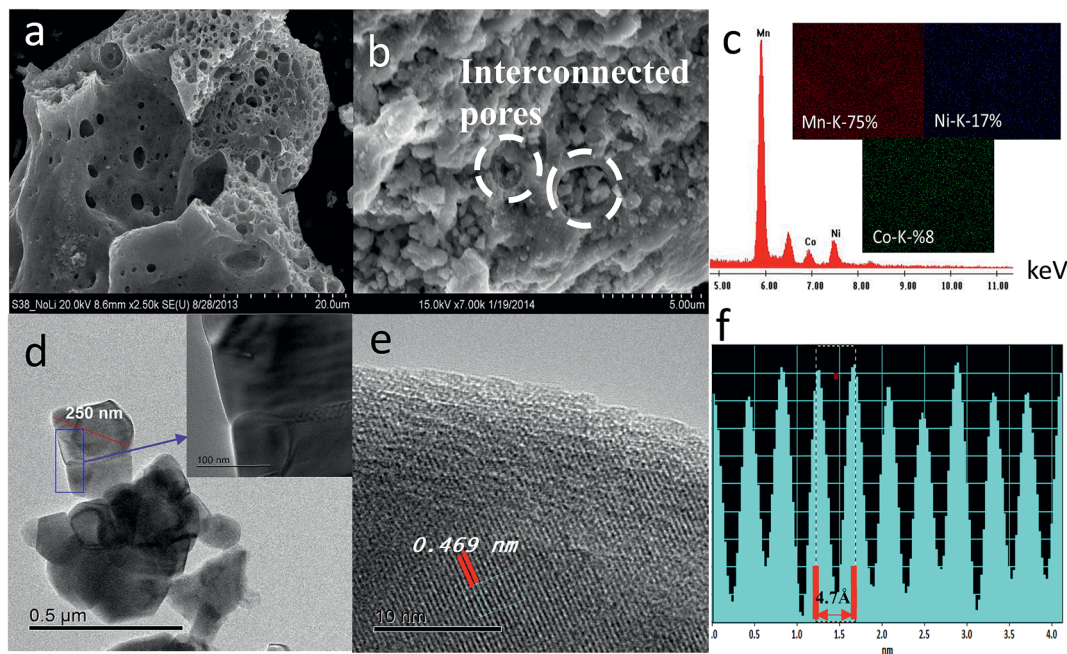 a
Interconnected
pores
S38_NoLi 20.0kV 8.6mm x2.50k SE(U) 8/28/2013
20.0um
b
15.0kV x7.00k 1/19/2014
5.00um
c
Mn
Co
Ni
Mn-K-75%
Ni-K-17%
Co-K-%8
5.00 6.00 7.00 8.00 9.00 10.00 11.00
keV
d
250 nm
100 nm
0.5 µm
e
0.469 nm
10 nm
f
4.7Å
.0 0.5 1.0 1.5 2.0 2.5 3.0 3.5 4.0
nm